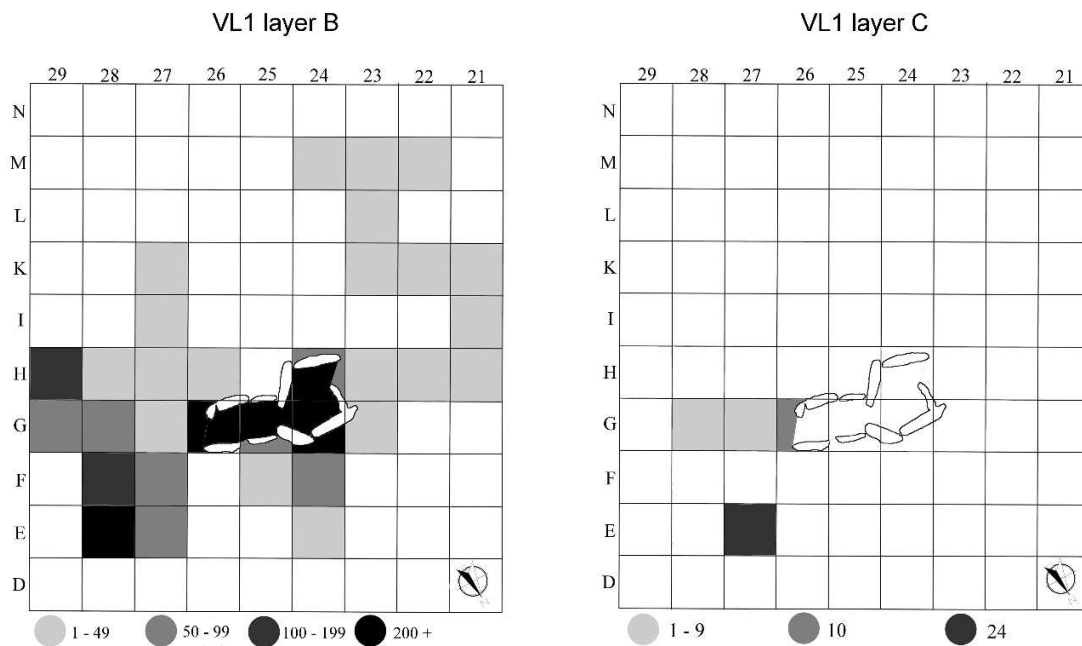 VL1 layer B
29 28 27 26 25 24 23 22 21
N
M
L
K
I
H
G
F
E
D
1 - 49 50 - 99 100 - 199 200 +
VL1 layer C
29 28 27 26 25 24 23 22 21
N
M
L
K
I
H
G
F
E
D
1 - 9 10 24